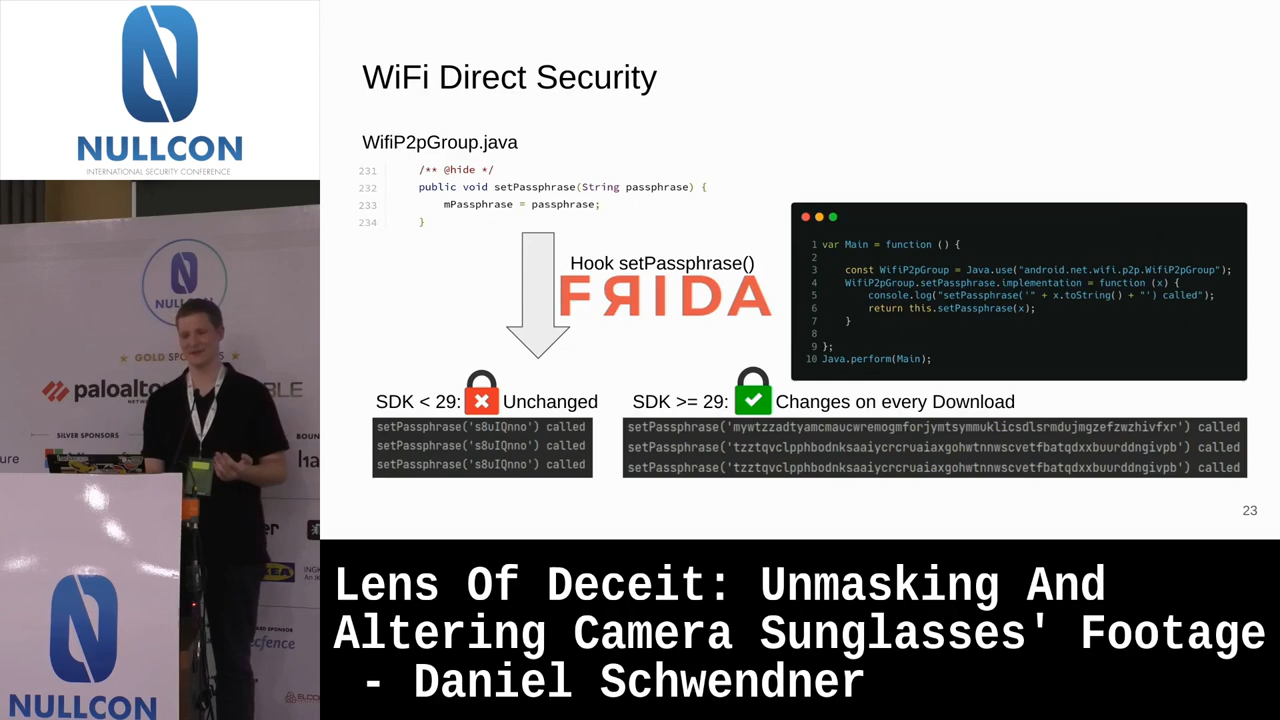 NULLCON
INTERNATIONAL SECURITY CONFERENCE
NULLCON
GOLD SPONSORS
paloalto
NETWORKS
SILVER SPONSORS
IKEA
NULLCON
WiFi Direct Security
WifiP2pGroup.java
231 /** @hide */
232 public void setPassphrase(String passphrase) {
233 mPassphrase = passphrase;
234 }
Hook setPassphrase()
FRIDA
1 var Main = function () {
2
3 const WifiP2pGroup = Java.use("android.net.wifi.p2p.WifiP2pGroup");
4 WifiP2pGroup.setPassphrase.implementation = function (x) {
5 console.log("setPassphrase('" + x.toString() + "') called");
6 return this.setPassphrase(x);
7 }
8
9 };
10 Java.perform(Main);
SDK < 29: Unchanged
setPassphrase('s8uIQnno') called
setPassphrase('s8uIQnno') called
setPassphrase('s8uIQnno') called
SDK >= 29: Changes on every Download
setPassphrase('mywtzzadtyamcmaucwremogmforjymtsymmuklicsdlsrmdujmgzefzwzhivfxr') called
setPassphrase('tzztqvclpphbodnksaaiycrcruaiaxgohwtnnwscvetfbatqdxxbuurddngivpb') called
setPassphrase('tzztqvclpphbodnksaaiycrcruaiaxgohwtnnwscvetfbatqdxxbuurddngivpb') called
23
Lens Of Deceit: Unmasking And
Altering Camera Sunglasses' Footage
- Daniel Schwendner